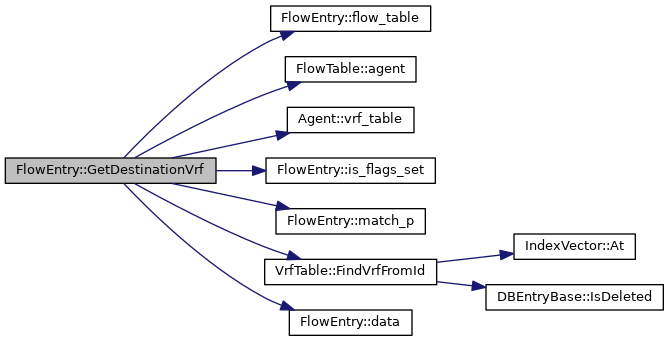 FlowEntry::flow_table
FlowTable::agent
Agent::vrf_table
FlowEntry::GetDestinationVrf
FlowEntry::is_flags_set
FlowEntry::match_p
IndexVector::At
VrfTable::FindVrfFromId
DBEntryBase::IsDeleted
FlowEntry::data